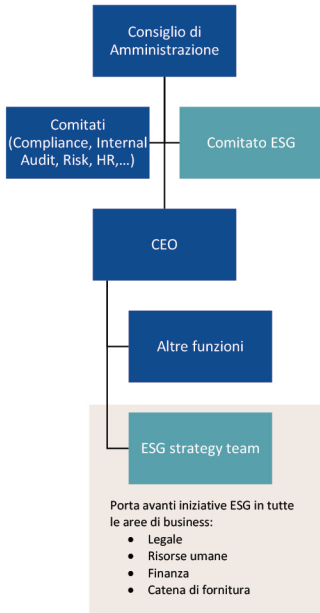 Consiglio di
Amministrazione
Comitati
(Compliance, Internal
Audit, Risk, HR,...)
Comitato ESG
CEO
Altre funzioni
ESG strategy team
Porta avanti iniziative ESG in tutte
le aree di business:
• Legale
• Risorse umane
• Finanza
• Catena di fornitura